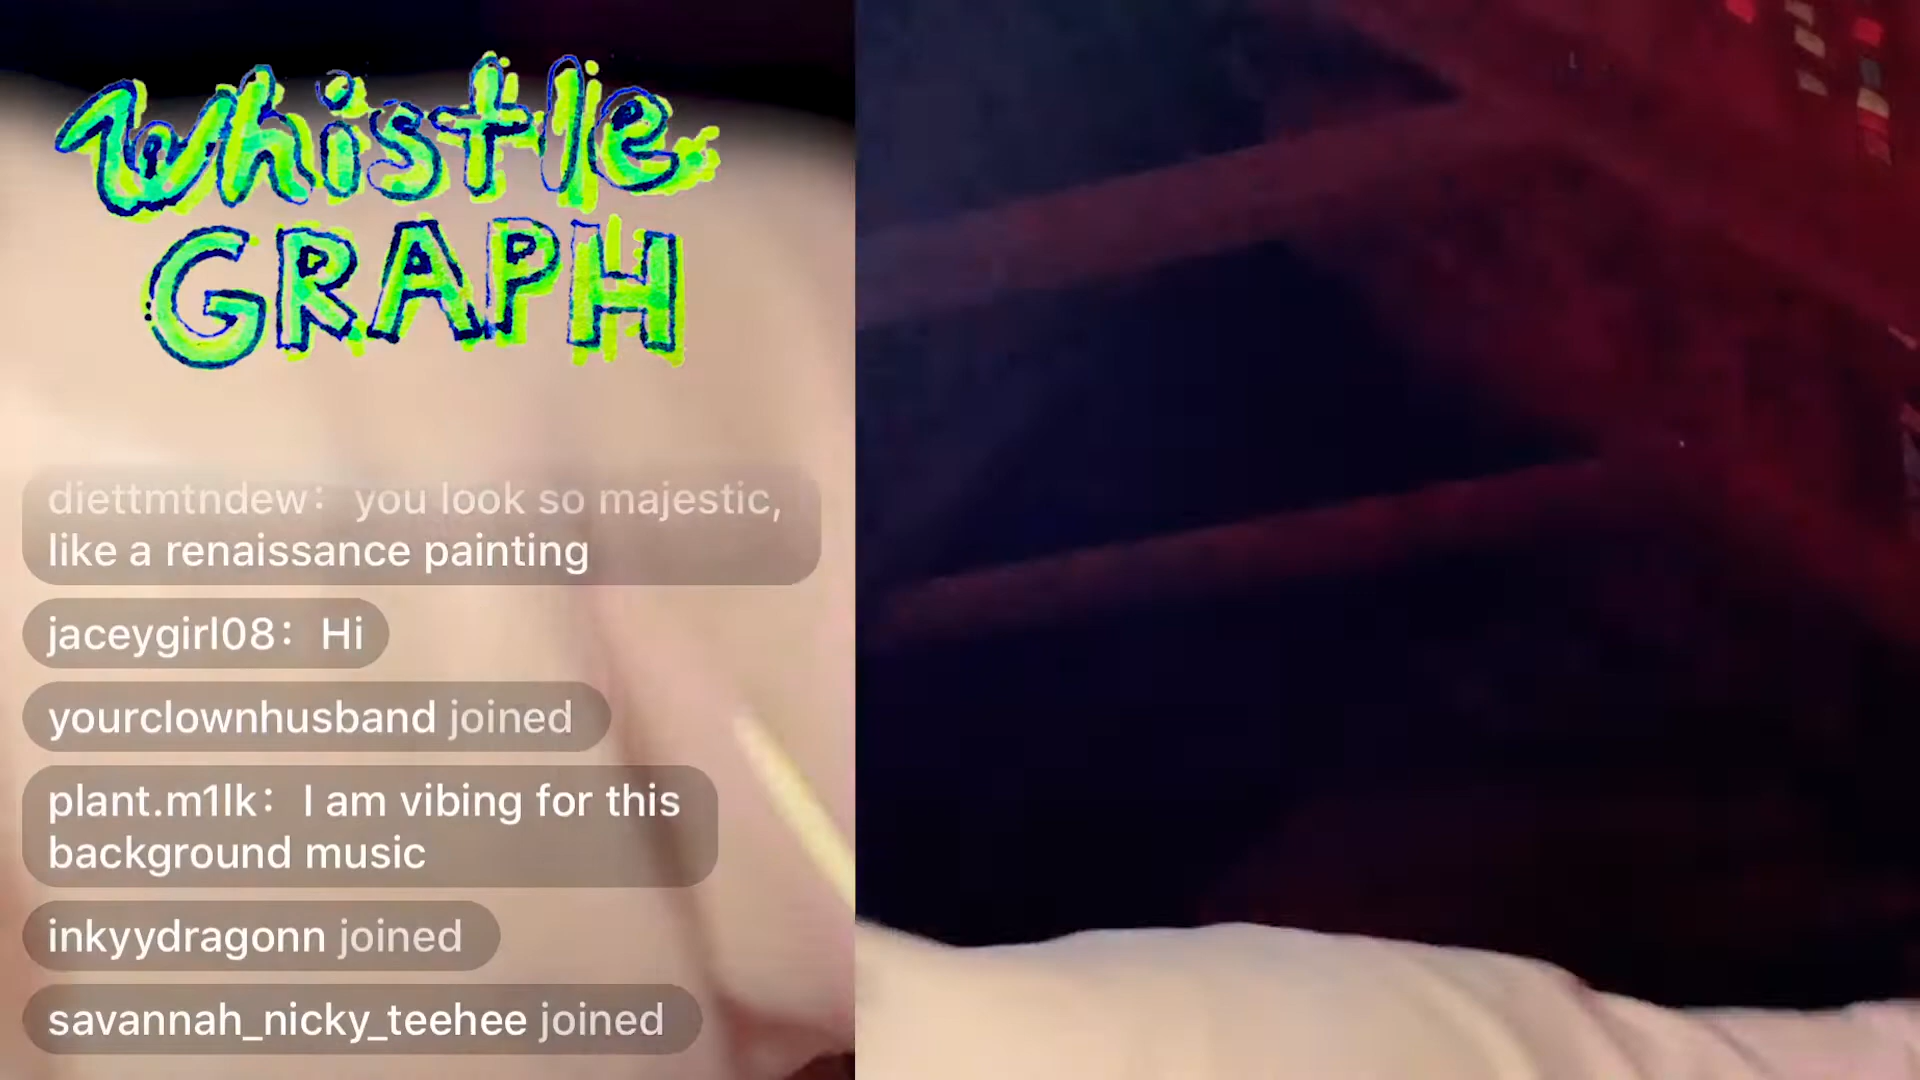 Whistle
GRAPH
diettmtndew: you look so majestic,
like a renaissance painting
jaceygirl08: Hi
yourclownhusband joined
plant.m1lk: I am vibing for this
background music
inkyydragonn joined
savannah_nicky_teehee joined